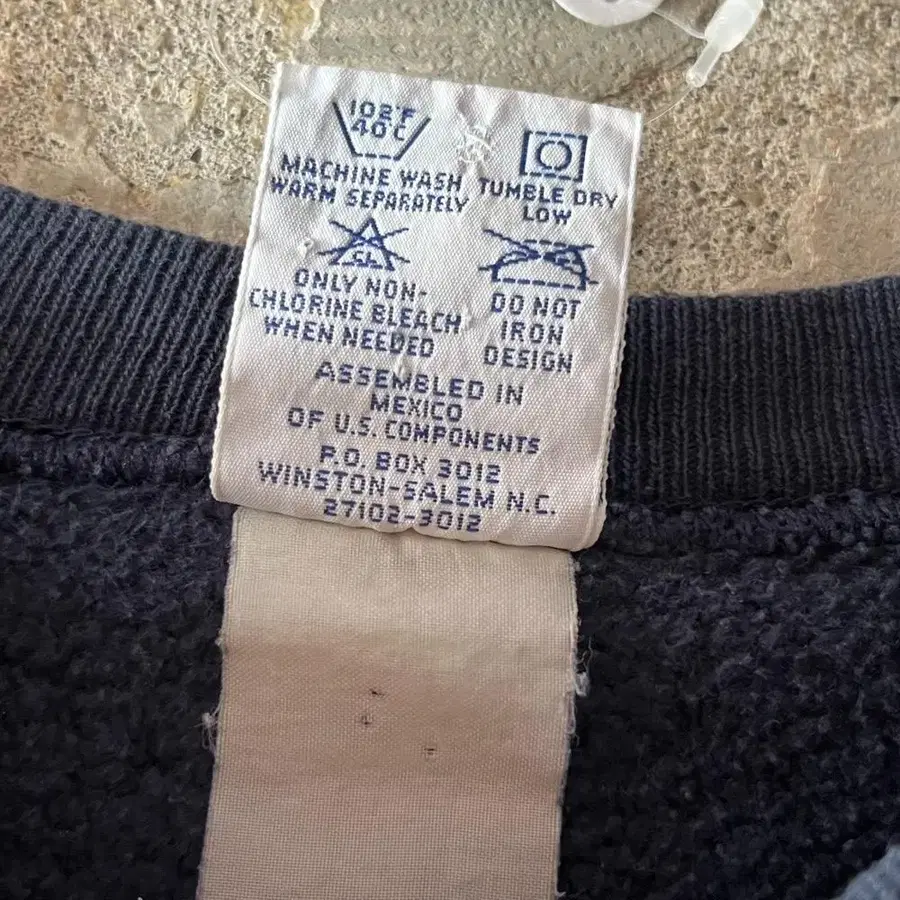 102°F
40°C
MACHINE WASH
WARM SEPARATELY
TUMBLE DRY
LOW
CL
ONLY NON-
CHLORINE BLEACH
WHEN NEEDED
DO NOT
IRON
DESIGN
ASSEMBLED IN
MEXICO
OF U.S. COMPONENTS
P.O. BOX 3012
WINSTON-SALEM N.C.
27102-3012